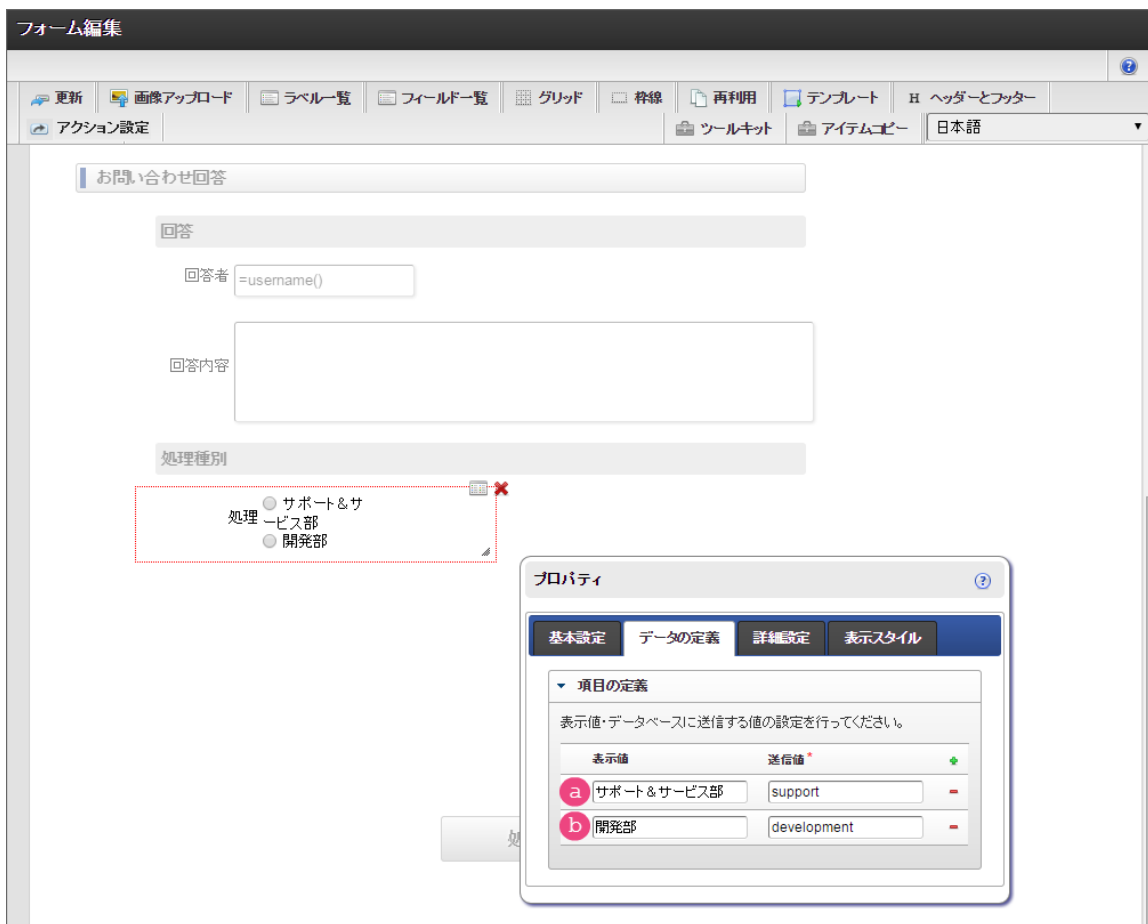 フォーム編集
更新 画像アップロード ラベル一覧 フィールド一覧 グリッド 枠線 再利用 テンプレート H ヘッダーとフッター
アクション設定 ツールキット アイテムコピー 日本語
お問い合わせ回答
回答
回答者 =username()
回答内容
処理種別
処理
サポート＆サ
ービス部
開発部
プロパティ
基本設定 データの定義 詳細設定 表示スタイル
項目の定義
表示値・データベースに送信する値の設定を行ってください。
表示値 送信値*
a サポート＆サービス部 support
b 開発部 development
処